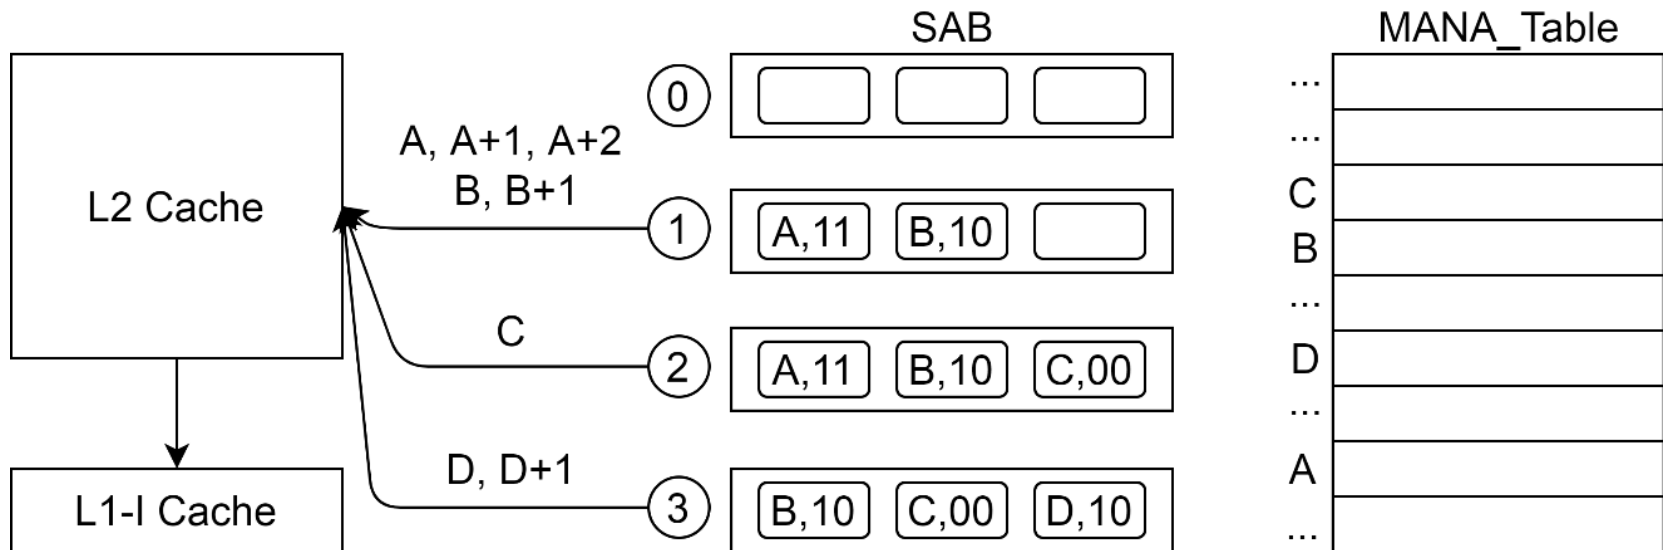 SAB
MANA_Table
0
...
A, A+1, A+2
...
L2 Cache
B, B+1
C
1
A,11
B,10
B
...
C
2
A,11
B,10
C,00
D
...
D, D+1
A
L1-I Cache
3
B,10
C,00
D,10
...